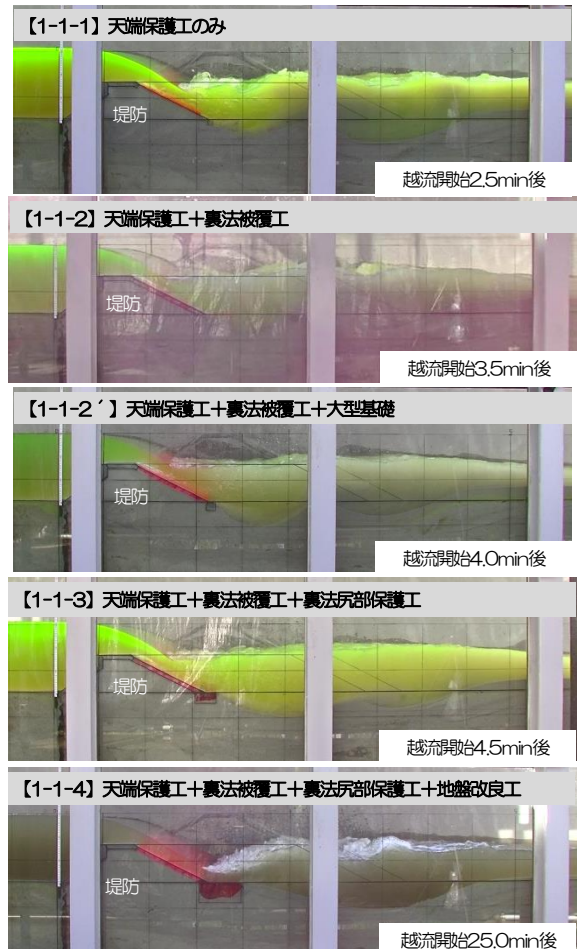 【1-1-1】天端保護工のみ
堤防
越流開始2.5min後
【1-1-2】天端保護工＋裏法被覆工
堤防
越流開始3.5min後
【1-1-2´】天端保護工＋裏法被覆工＋大型基礎
堤防
越流開始4.0min後
【1-1-3】天端保護工＋裏法被覆工＋裏法尻部保護工
堤防
越流開始4.5min後
【1-1-4】天端保護工＋裏法被覆工＋裏法尻部保護工＋地盤改良工
堤防
越流開始25.0min後